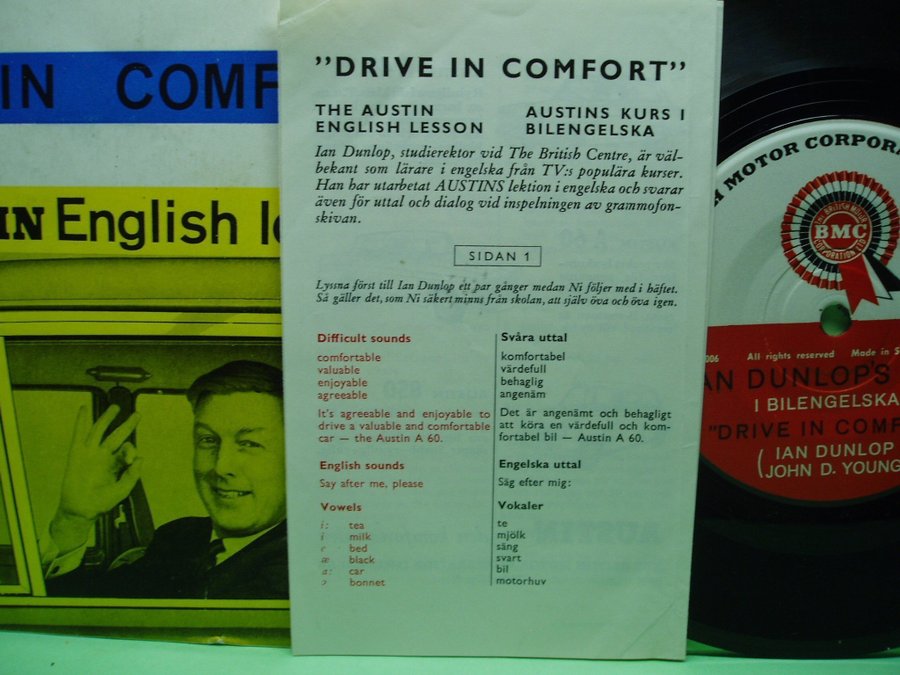 IN COMF
IN English l
"DRIVE IN COMFORT"
THE AUSTIN
ENGLISH LESSON
AUSTINS KURS I
BILENGELSKA
Ian Dunlop, studierektor vid The British Centre, är väl-
bekant som lärare i engelska från TV:s populära kurser.
Han har utarbetat AUSTINS lektion i engelska och svarar
även för uttal och dialog vid inspelningen av grammofon-
skivan.
SIDAN 1
Lyssna först till Ian Dunlop ett par gånger medan Ni följer med i häftet.
Så gäller det, som Ni säkert minns från skolan, att själv öva och öva igen.
Difficult sounds
comfortable
valuable
enjoyable
agreeable
It's agreeable and enjoyable to
drive a valuable and comfortable
car — the Austin A 60.
English sounds
Say after me, please
Vowels
i: tea
i milk
e bed
æ black
a: car
ɔ bonnet
Svåra uttal
komfortabel
värdefull
behaglig
angenäm
Det är angenämt och behagligt
att köra en värdefull och kom-
fortabel bil — Austin A 60.
Engelska uttal
Säg efter mig:
Vokaler
te
mjölk
säng
svart
bil
motorhuv
H MOTOR CORPORA
BMC
006 All rights reserved Made in S
AN DUNLOP'S
I BILENGELSKA
"DRIVE IN COMF
IAN DUNLOP
(JOHN D. YOUNG